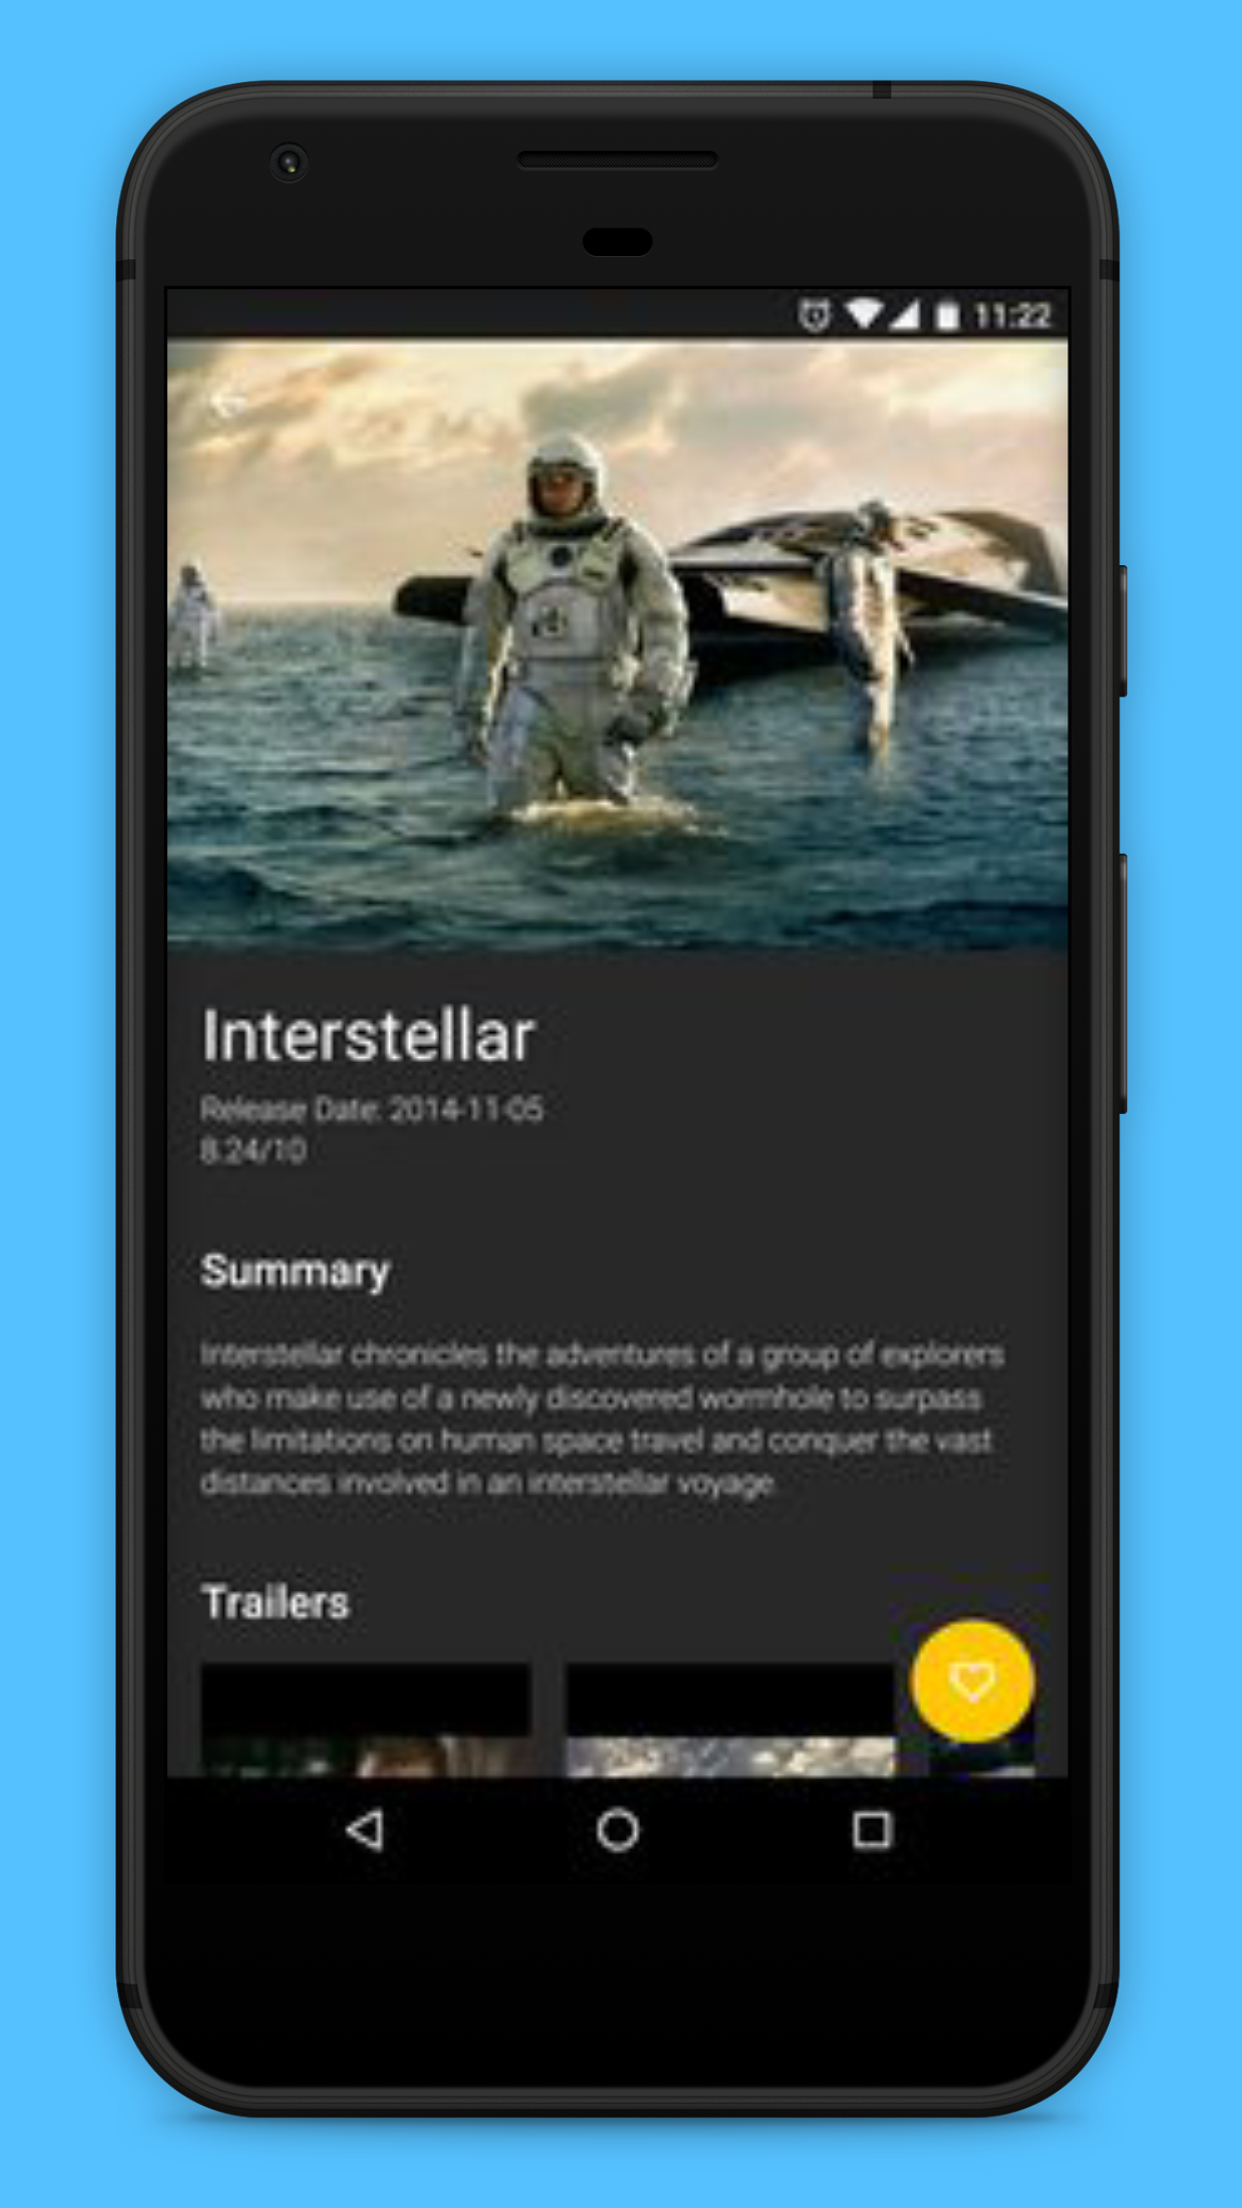 11:22
Interstellar
Release Date: 2014-11-05
8.24/10
Summary
Interstellar chronicles the adventures of a group of explorers
who make use of a newly discovered wormhole to surpass
the limitations on human space travel and conquer the vast
distances involved in an interstellar voyage.
Trailers